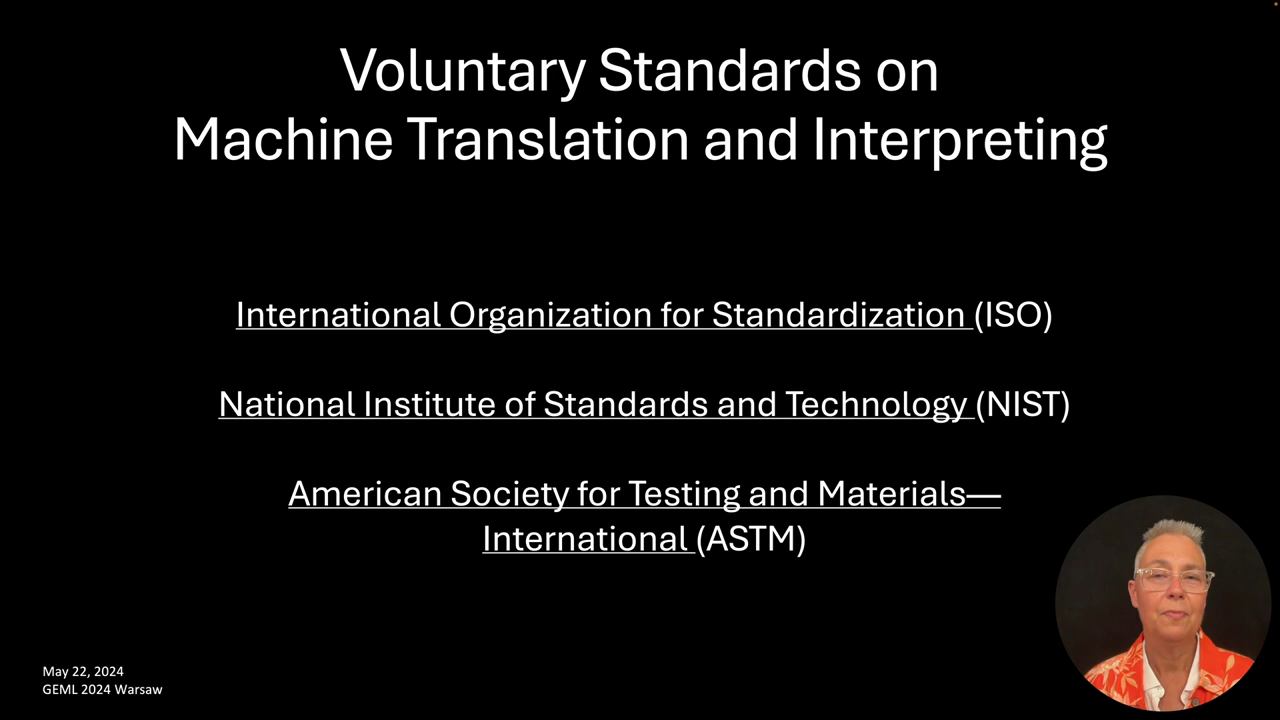 Voluntary Standards on
Machine Translation and Interpreting
International Organization for Standardization (ISO)
National Institute of Standards and Technology (NIST)
American Society for Testing and Materials—
International (ASTM)
May 22, 2024
GEML 2024 Warsaw